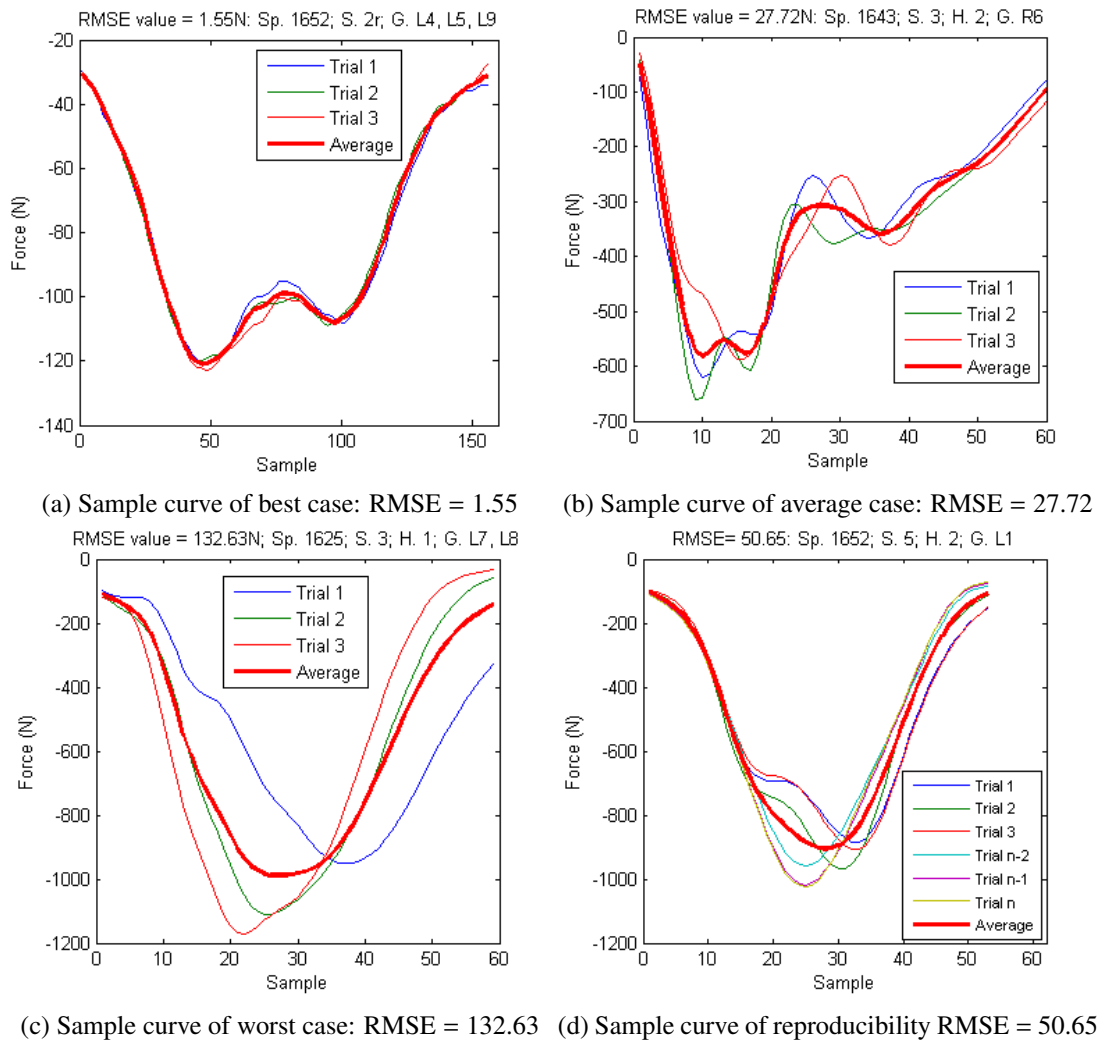 RMSE value = 1.55N: Sp. 1652; S. 2r; G. L4, L5, L9
-20
-40
-60
-80
-100
-120
-140
Force (N)
Trial 1
Trial 2
Trial 3
Average
0 50 100 150
Sample
(a) Sample curve of best case: RMSE = 1.55
RMSE value = 27.72N: Sp. 1643; S. 3; H. 2; G. R6
0
-100
-200
-300
-400
-500
-600
-700
Force (N)
Trial 1
Trial 2
Trial 3
Average
0 10 20 30 40 50 60
Sample
(b) Sample curve of average case: RMSE = 27.72
RMSE value = 132.63N; Sp. 1625; S. 3; H. 1; G. L7, L8
0
-200
-400
-600
-800
-1000
-1200
Force (N)
Trial 1
Trial 2
Trial 3
Average
0 10 20 30 40 50 60
Sample
(c) Sample curve of worst case: RMSE = 132.63
RMSE= 50.65: Sp. 1652; S. 5; H. 2; G. L1
0
-200
-400
-600
-800
-1000
-1200
Force (N)
Trial 1
Trial 2
Trial 3
Trial n-2
Trial n-1
Trial n
Average
0 10 20 30 40 50 60
Sample
(d) Sample curve of reproducibility RMSE = 50.65